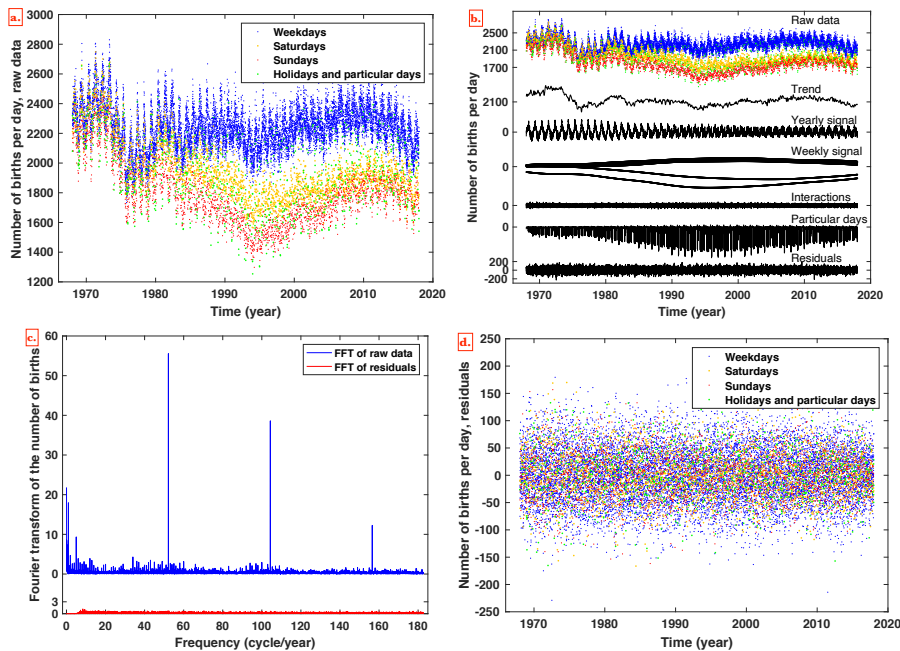 a.
Number of births per day, raw data
3000
2800
2600
2400
2200
2000
1800
1600
1400
1200
1970
1980
1990
2000
2010
2020
Time (year)
Weekdays
Saturdays
Sundays
Holidays and particular days
b.
Number of births per day
2500
2100
1700
2100
0
0
0
0
200
0
-200
Raw data
Trend
Yearly signal
Weekly signal
Interactions
Particular days
Residuals
1970
1980
1990
2000
2010
2020
Time (year)
c.
Fourier transform of the number of births
60
50
40
30
20
10
0
3
0
0
20
40
60
80
100
120
140
160
180
Frequency (cycle/year)
FFT of raw data
FFT of residuals
d.
Number of births per day, residuals
250
200
150
100
50
0
-50
-100
-150
-200
-250
1970
1980
1990
2000
2010
2020
Time (year)
Weekdays
Saturdays
Sundays
Holidays and particular days